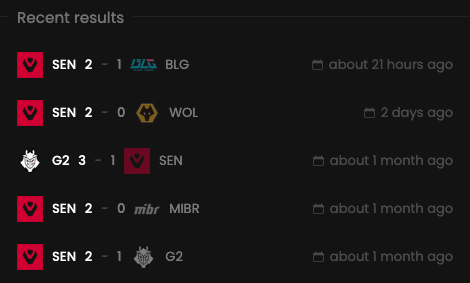 Recent results
SEN 2 - 1 BLG BLG about 21 hours ago
SEN 2 - 0 WOL 2 days ago
G2 3 - 1 SEN about 1 month ago
SEN 2 - 0 mibr MIBR about 1 month ago
SEN 2 - 1 G2 about 1 month ago